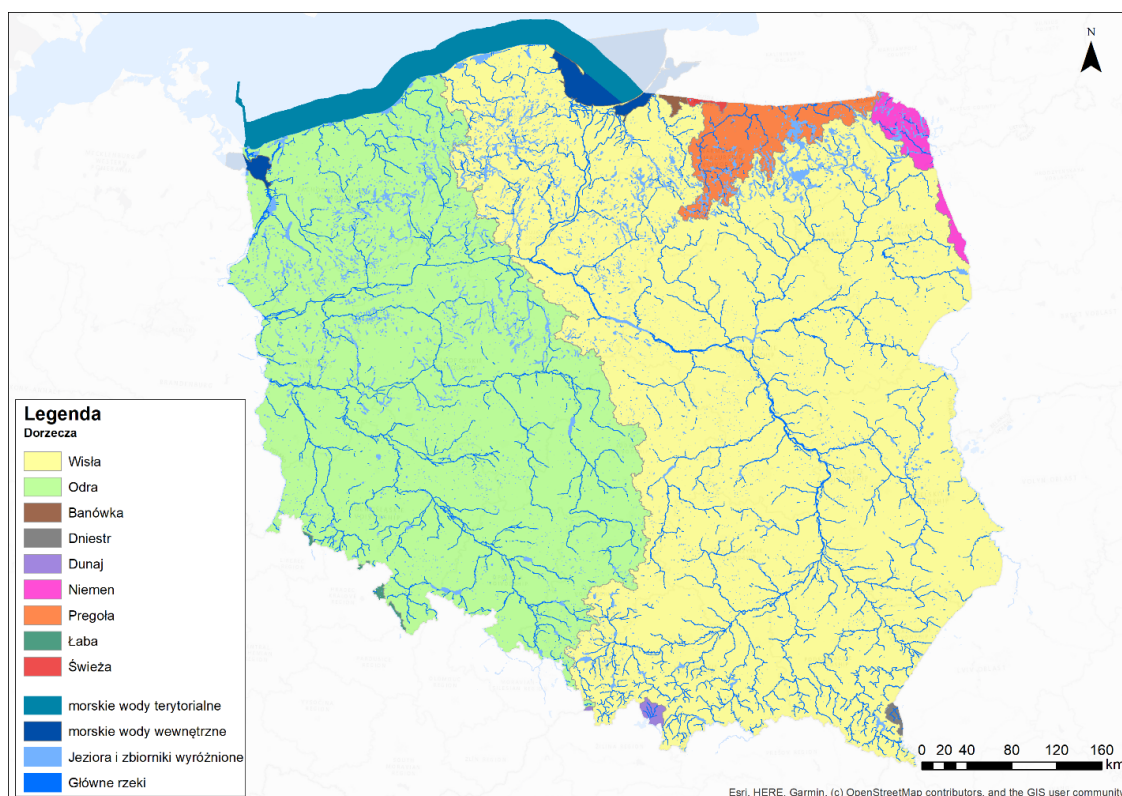 N
Legenda
Dorzecza
Wisła
Odra
Banówka
Dniestr
Dunaj
Niemen
Pregoła
Łaba
Świeża
morskie wody terytorialne
morskie wody wewnętrzne
Jeziora i zbiorniki wyróżnione
Główne rzeki
0 20 40 80 120 160
km
Esri, HERE, Garmin, (c) OpenStreetMap contributors, and the GIS user community